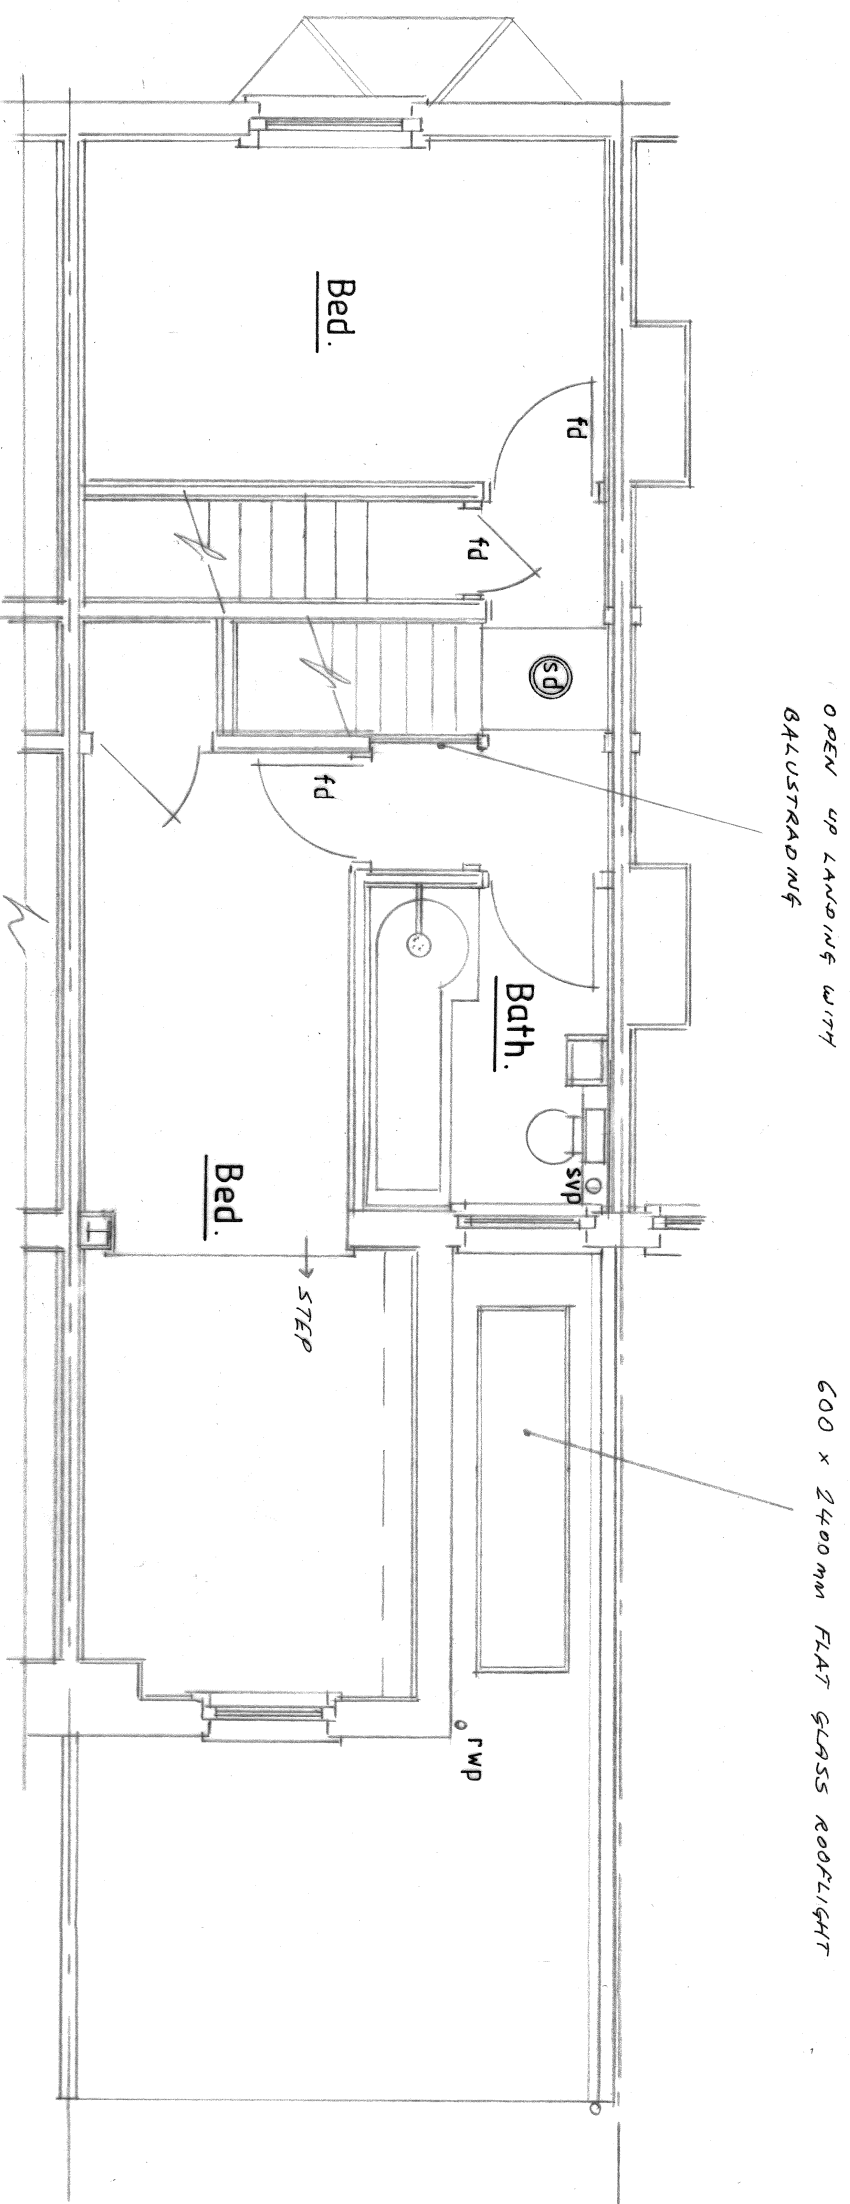 OPEN UP LANDING WITH
BALUSTRADING
600 x 2400mm FLAT GLASS ROOFLIGHT
Bed.
fd
fd
sd
fd
Bath.
svp
Bed.
STEP
rwp